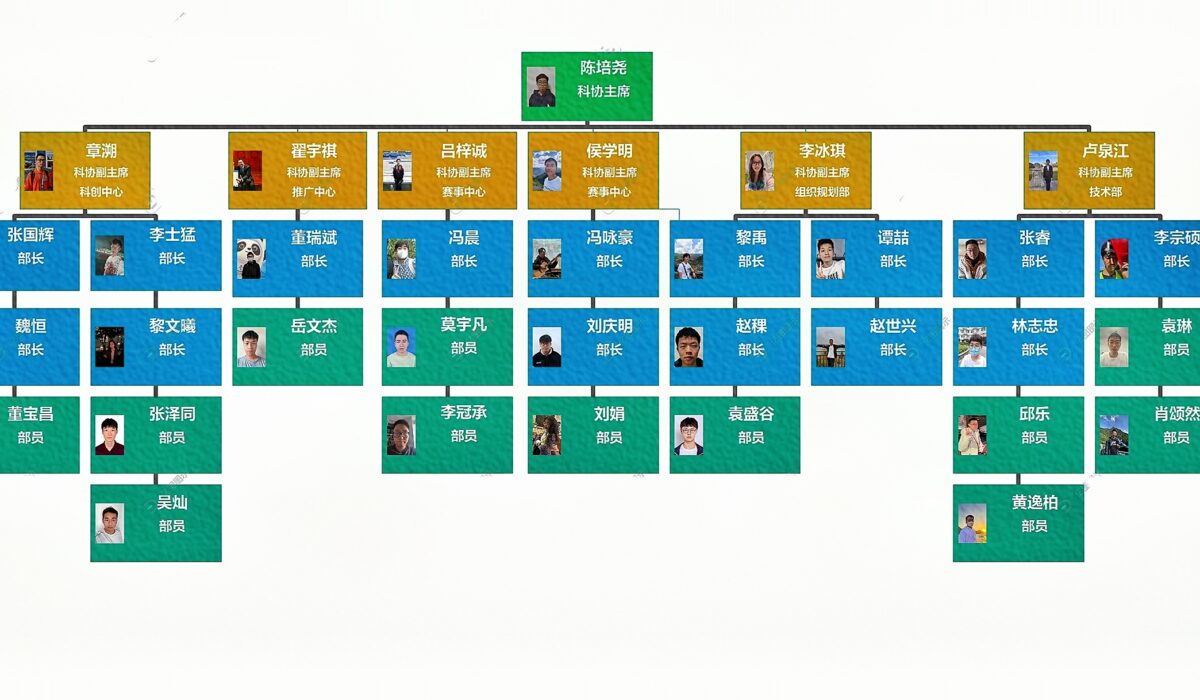 陈培尧
科协主席
章溯
科协副主席
科创中心
翟宇祺
科协副主席
推广中心
吕梓诚
科协副主席
赛事中心
侯学明
科协副主席
赛事中心
李冰琪
科协副主席
组织规划部
卢泉江
科协副主席
技术部
张国辉
部长
李士猛
部长
董瑞斌
部长
冯晨
部长
冯咏豪
部长
黎禹
部长
谭喆
部长
张睿
部长
李宗硕
部长
魏恒
部长
黎文曦
部长
岳文杰
部员
莫宇凡
部员
刘庆明
部长
赵稞
部长
赵世兴
部长
林志忠
部长
袁琳
部员
董宝昌
部员
张泽同
部员
李冠承
部员
刘娟
部员
袁盛谷
部员
邱乐
部员
肖颂然
部员
吴灿
部员
黄逸柏
部员